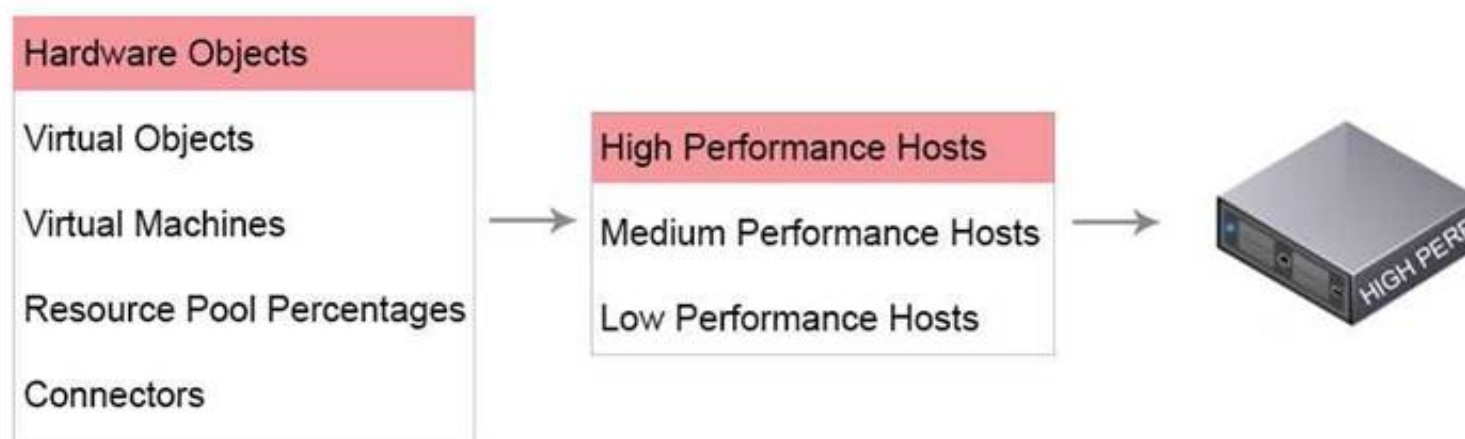 Hardware Objects
Virtual Objects
Virtual Machines
Resource Pool Percentages
Connectors
High Performance Hosts
Medium Performance Hosts
Low Performance Hosts
HIGH